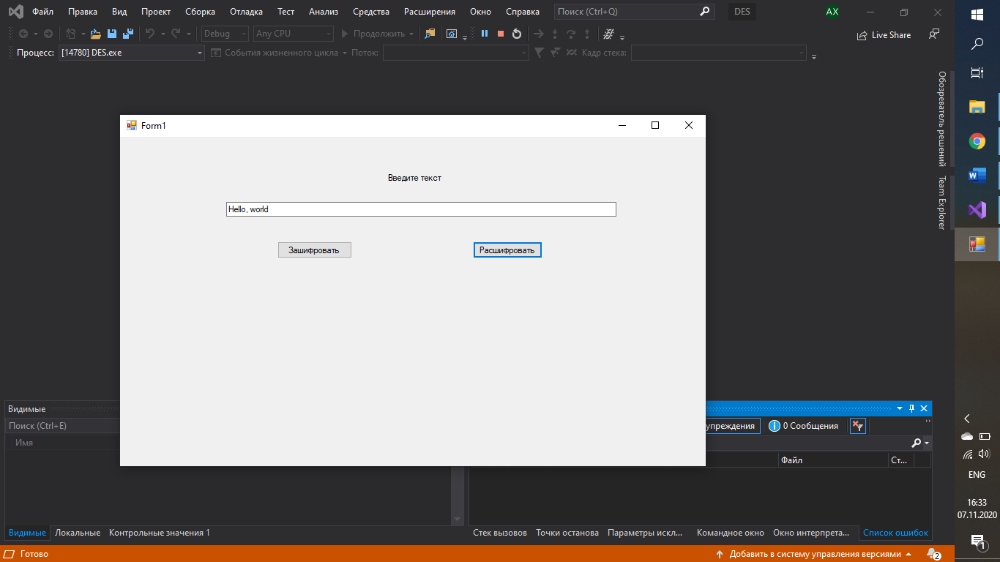 Файл Правка Вид Проект Сборка Отладка Тест Анализ Средства Расширения Окно Справка Поиск (Ctrl+Q) DES AX
Debug Any CPU Продолжить Live Share
Процесс: [14780] DES.exe События жизненного цикла Поток: Кадр стека:
Обозреватель решений
Team Explorer
Form1
Введите текст
Hello, world
Зашифровать Расшифровать
Видимые
Поиск (Ctrl+E) упреждения 0 Сообщения
Имя
Файл Ст...
Видимые Локальные Контрольные значения 1 Стек вызовов Точки останова Параметры искл... Командное окно Окно интерпрета... Список ошибок
Готово Добавить в систему управления версиями 2
ENG
16:33
07.11.2020
1